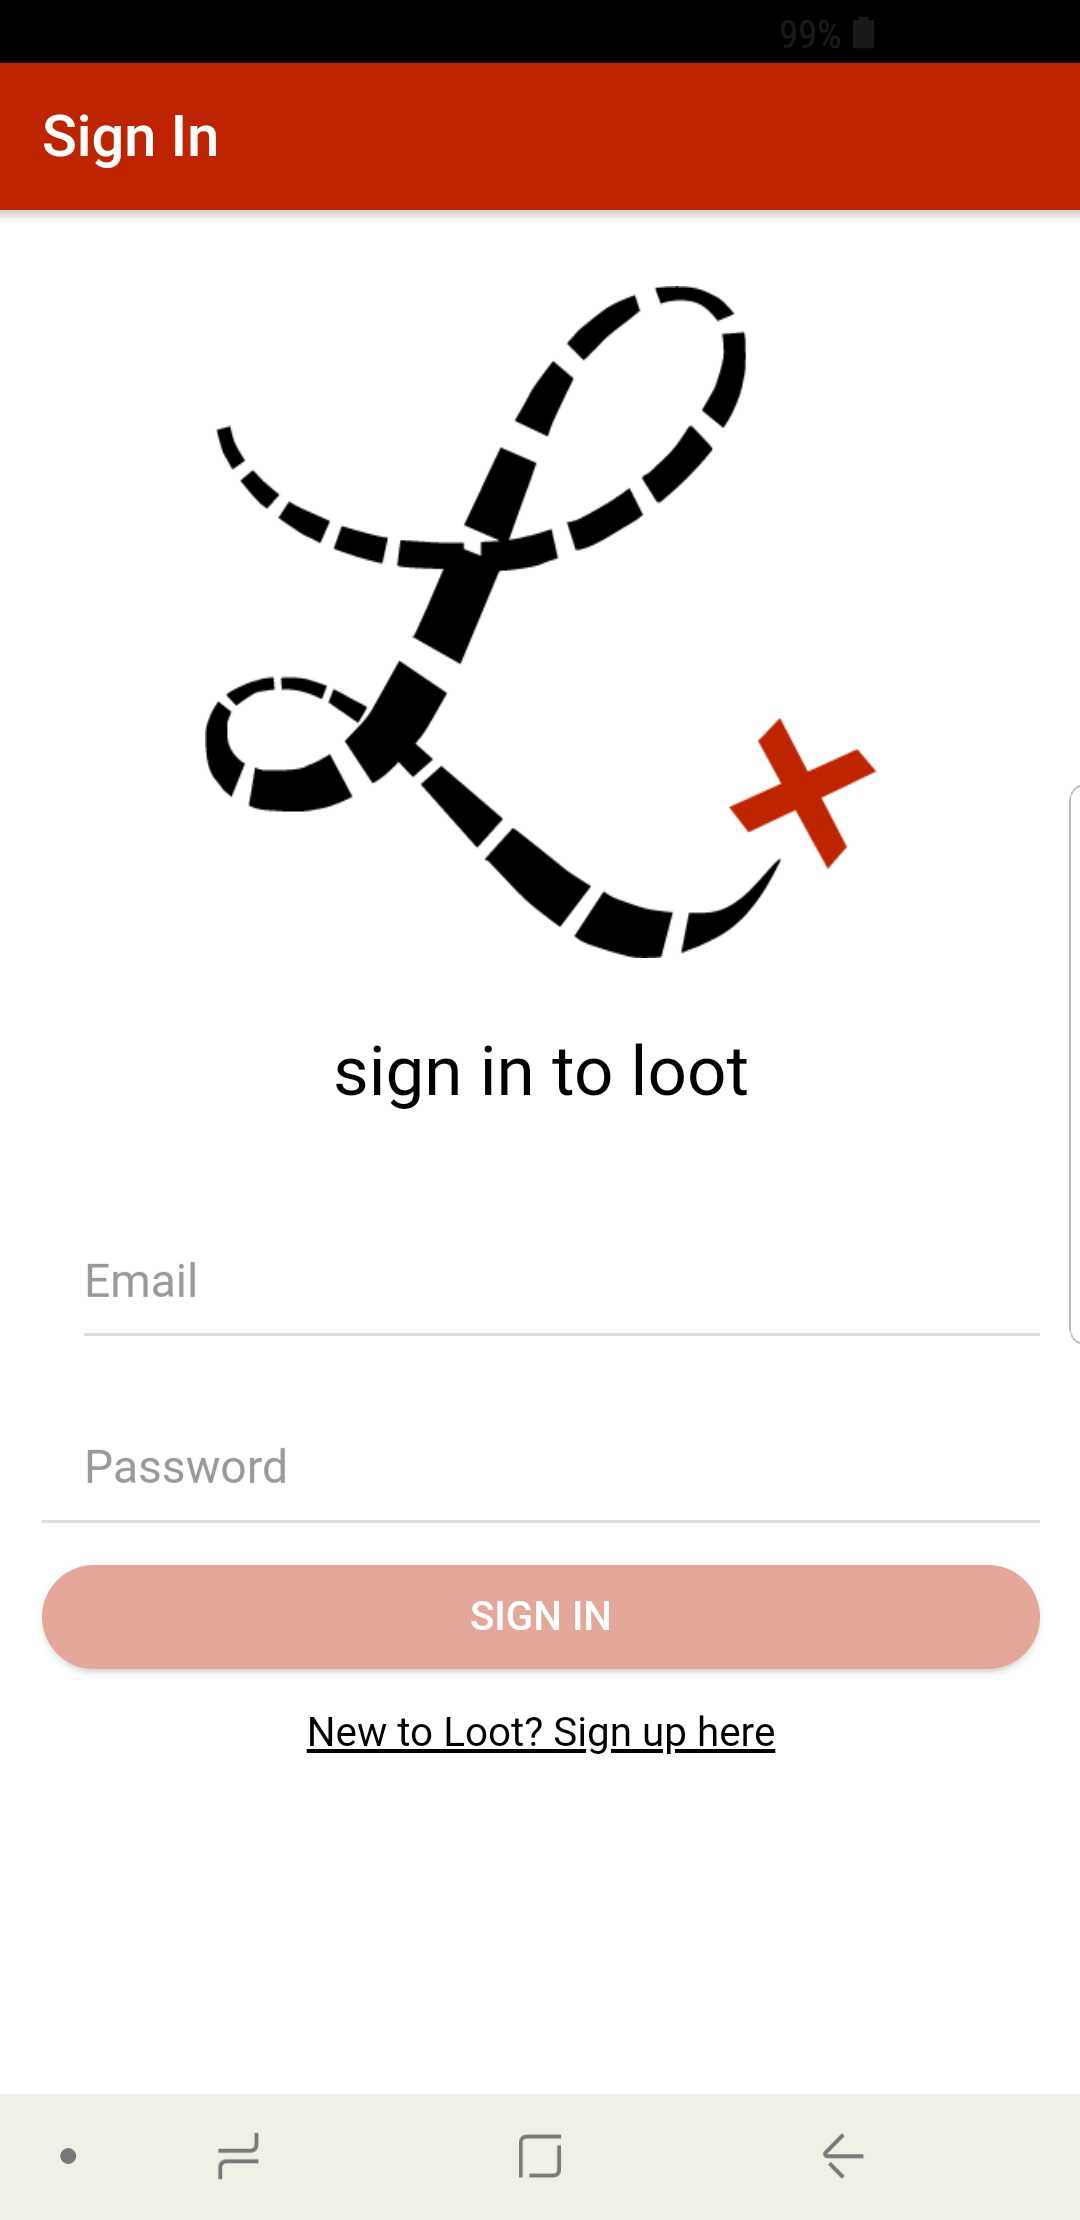 99%
Sign In
sign in to loot
Email
Password
SIGN IN
New to Loot? Sign up here